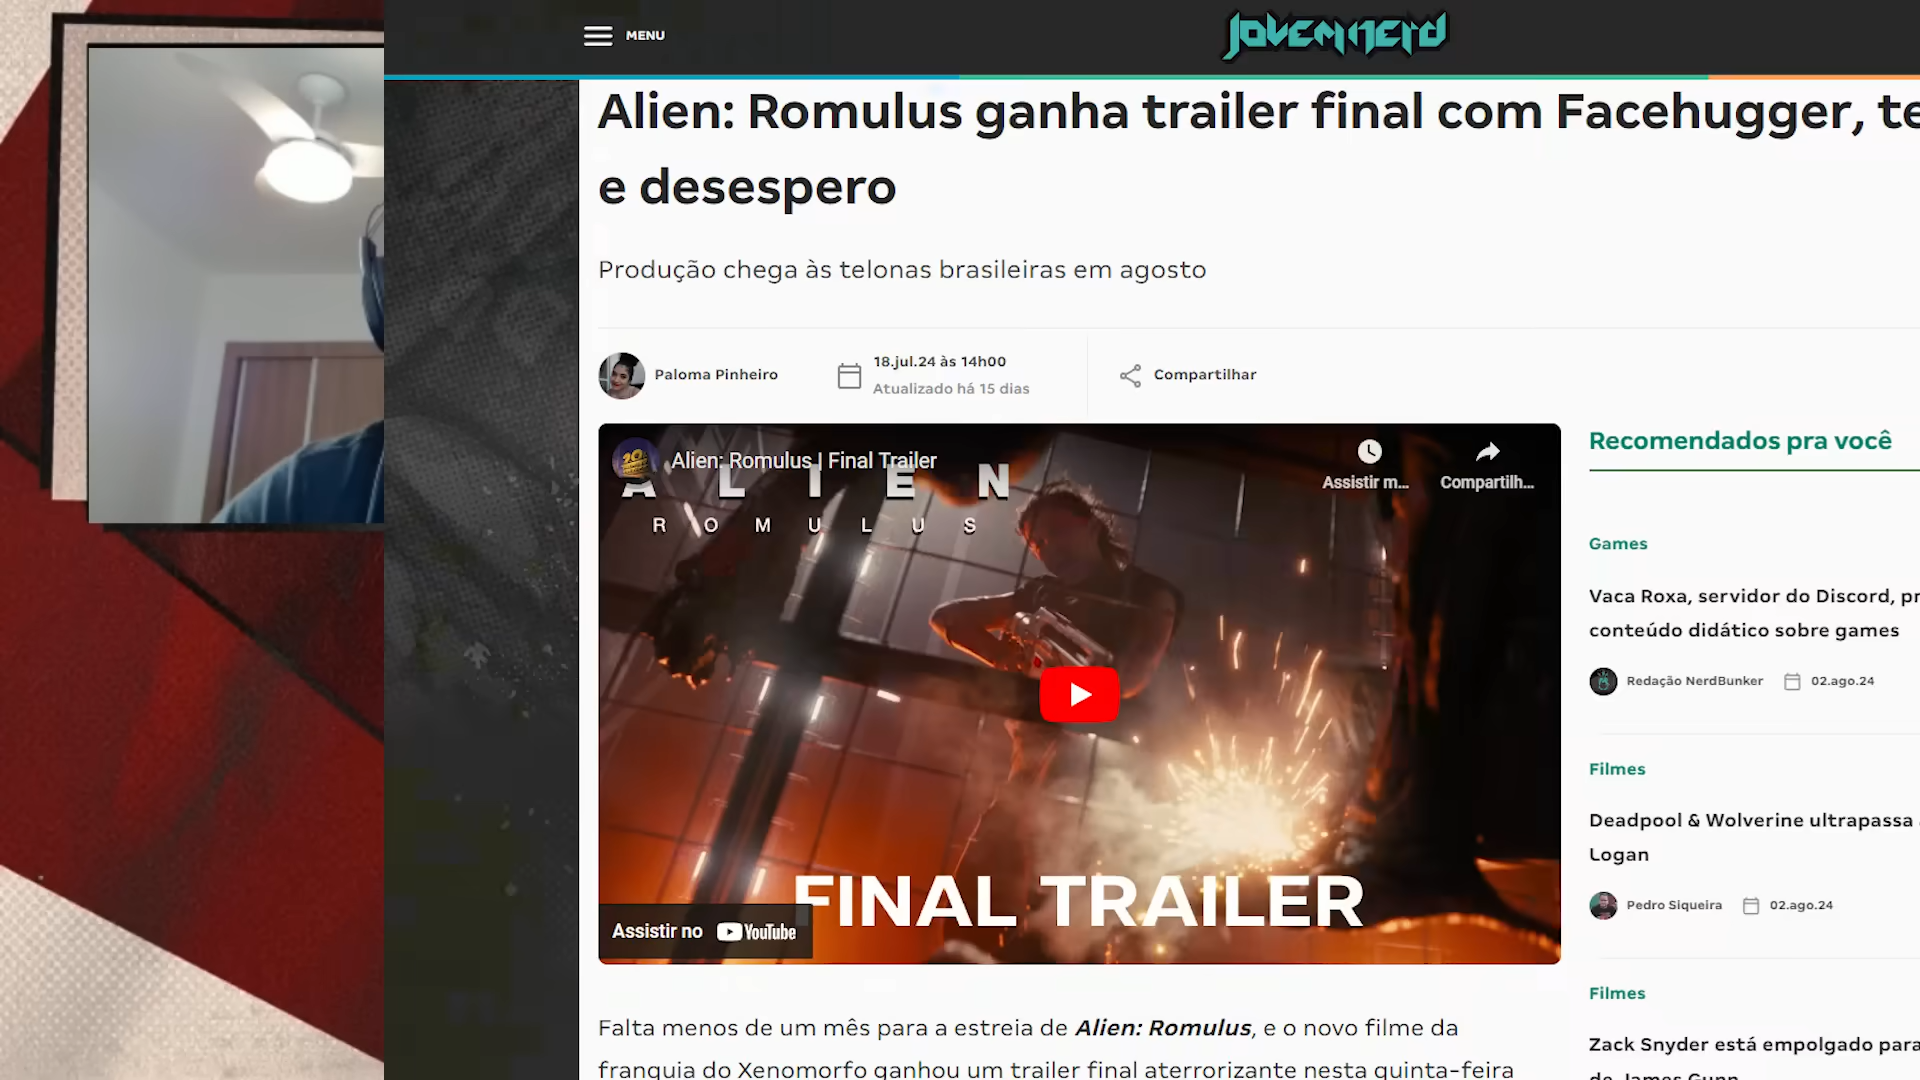 MENU
JOVEM NERD
Alien: Romulus ganha trailer final com Facehugger, te
e desespero
Produção chega às telonas brasileiras em agosto
Paloma Pinheiro
18.jul.24 às 14h00
Atualizado há 15 dias
Compartilhar
Alien: Romulus | Final Trailer
Assistir m...
Compartilh...
ALIEN
ROMULUS
FINAL TRAILER
Assistir no YouTube
Falta menos de um mês para a estreia de Alien: Romulus, e o novo filme da
franquia do Xenomorfo ganhou um trailer final aterrorizante nesta quinta-feira
Recomendados pra você
Games
Vaca Roxa, servidor do Discord, pr
conteúdo didático sobre games
Redação NerdBunker
02.ago.24
Filmes
Deadpool & Wolverine ultrapassa
Logan
Pedro Siqueira
02.ago.24
Filmes
Zack Snyder está empolgado para
de James Gunn